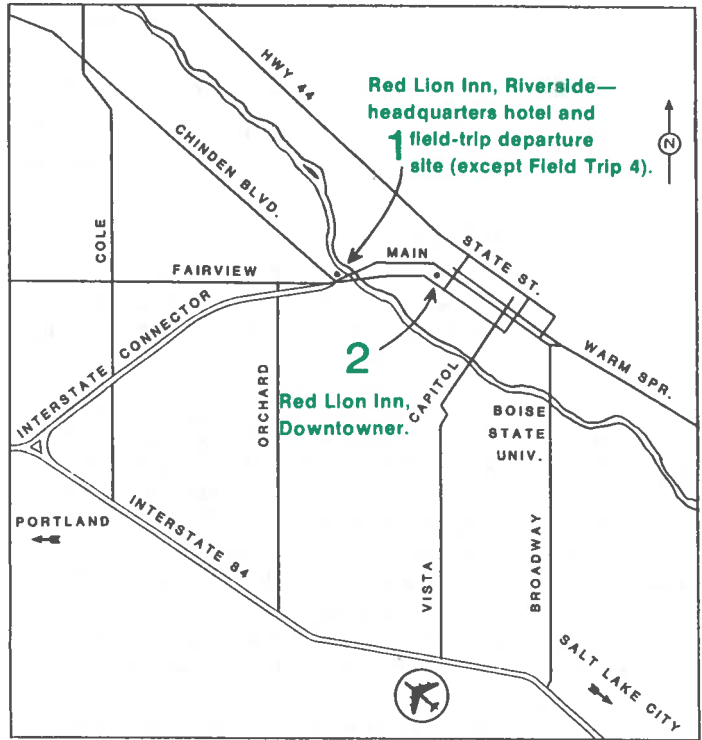 HWY 44
Red Lion Inn, Riverside—
headquarters hotel and
1 field-trip departure
site (except Field Trip 4).
N
CHINDEN BLVD.
COLE
MAIN
STATE ST.
FAIRVIEW
INTERSTATE CONNECTOR
ORCHARD
2
Red Lion Inn,
Downtowner.
CAPITOL
WARM SPR.
BOISE
STATE
UNIV.
PORTLAND
INTERSTATE 84
VISTA
BROADWAY
SALT LAKE CITY